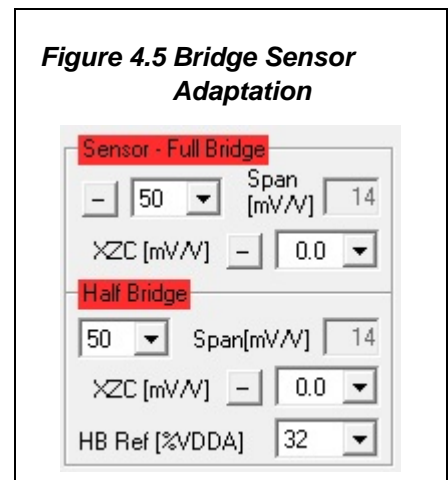 Figure 4.5 Bridge Sensor
Adaptation
Sensor - Full Bridge
- 50 Span [mV/V] 14
XZC [mV/V] - 0.0
Half Bridge
50 Span[mV/V] 14
XZC [mV/V] - 0.0
HB Ref [%VDDA] 32